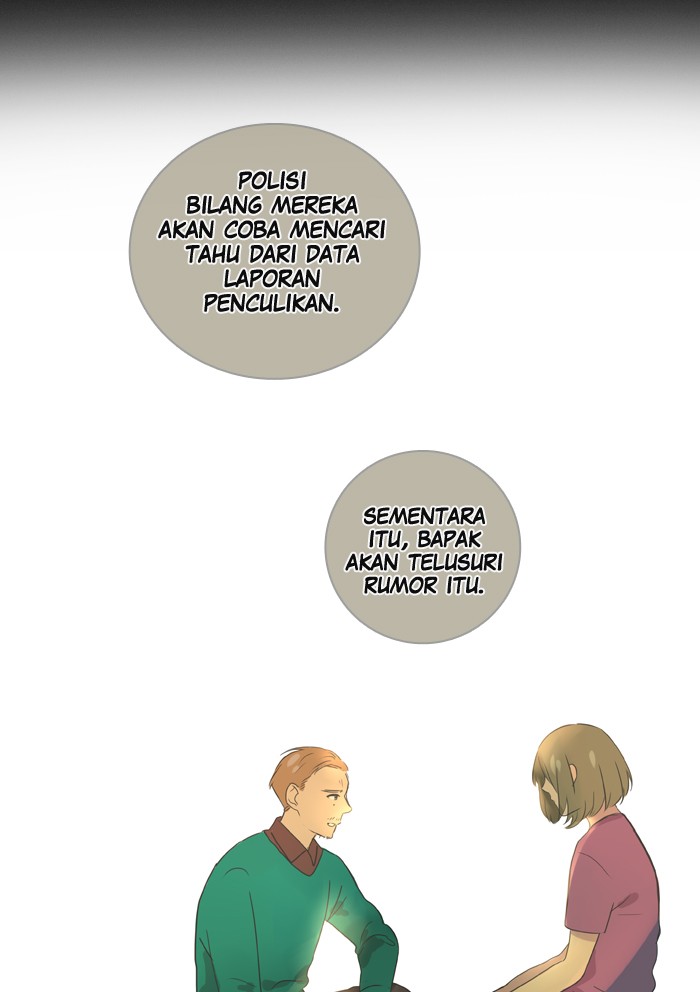 POLISI
BILANG MEREKA
AKAN COBA MENCARI
TAHU DARI DATA
LAPORAN
PENCULIKAN.
SEMENTARA
ITU, BAPAK
AKAN TELUSURI
RUMOR ITU.